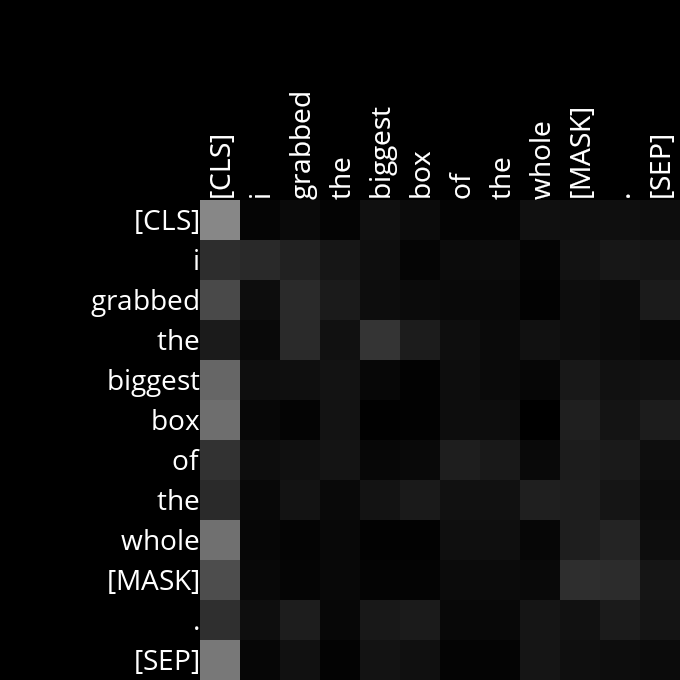 [CLS] i grabbed the biggest box of the whole [MASK] . [SEP]
[CLS]
i
grabbed
the
biggest
box
of
the
whole
[MASK]
.
[SEP]